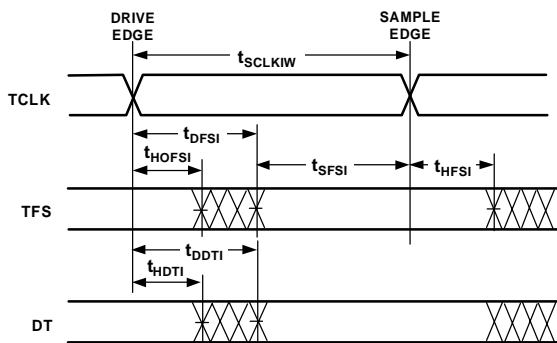 DRIVE EDGE
SAMPLE EDGE
tSCLKIW
TCLK
tDFSI
tHOFSI
tSFSI
tHFSI
TFS
tDDTI
tHDTI
DT